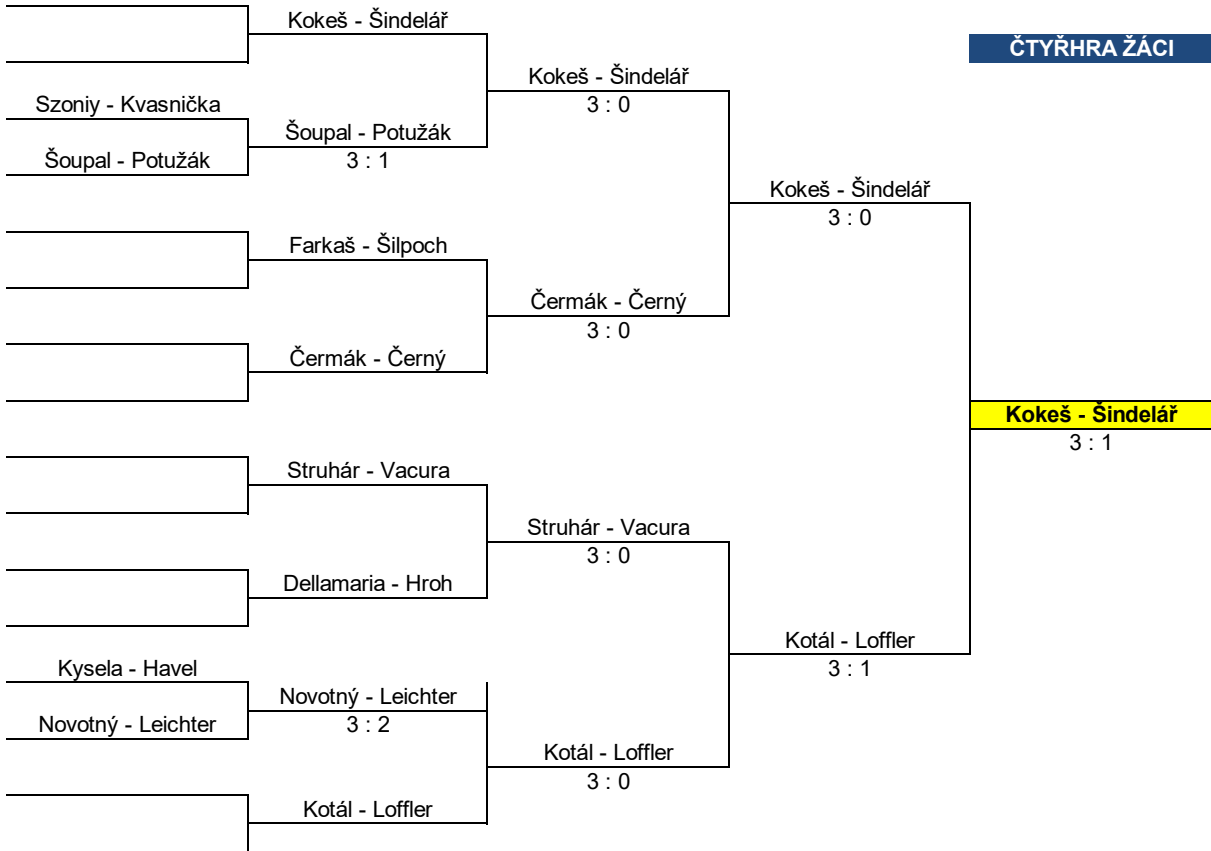 Kokeš - Šindelář
ČTYŘHRA ŽÁCI
Kokeš - Šindelář
Szoniy - Kvasnička
3 : 0
Šoupal - Potužák
Šoupal - Potužák
3 : 1
Kokeš - Šindelář
3 : 0
Farkaš - Šilpoch
Čermák - Černý
3 : 0
Čermák - Černý
Kokeš - Šindelář
3 : 1
Struhár - Vacura
Struhár - Vacura
3 : 0
Dellamaria - Hroh
Kotál - Loffler
3 : 1
Kysela - Havel
Novotný - Leichter
Novotný - Leichter
3 : 2
Kotál - Loffler
3 : 0
Kotál - Loffler